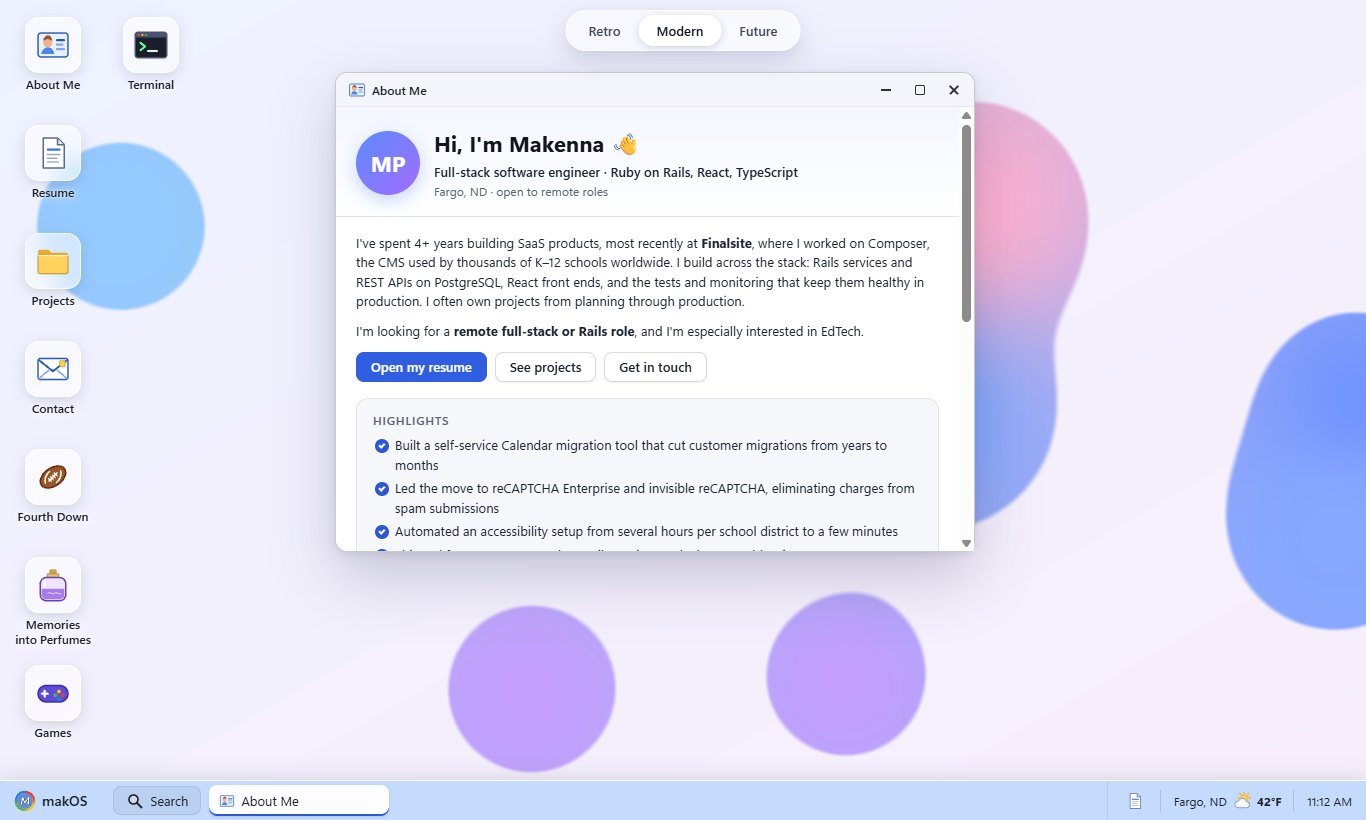 Retro Modern Future
About Me
Terminal
Resume
Projects
Contact
Fourth Down
Memories
into Perfumes
Games
About Me
MP
Hi, I'm Makenna 👋
Full-stack software engineer · Ruby on Rails, React, TypeScript
Fargo, ND · open to remote roles
I've spent 4+ years building SaaS products, most recently at Finalsite, where I worked on Composer,
the CMS used by thousands of K–12 schools worldwide. I build across the stack: Rails services and
REST APIs on PostgreSQL, React front ends, and the tests and monitoring that keep them healthy in
production. I often own projects from planning through production.
I'm looking for a remote full-stack or Rails role, and I'm especially interested in EdTech.
Open my resume
See projects
Get in touch
HIGHLIGHTS
Built a self-service Calendar migration tool that cut customer migrations from years to
months
Led the move to reCAPTCHA Enterprise and invisible reCAPTCHA, eliminating charges from
spam submissions
Automated an accessibility setup from several hours per school district to a few minutes
M makOS
Search
About Me
Fargo, ND 42°F
11:12 AM